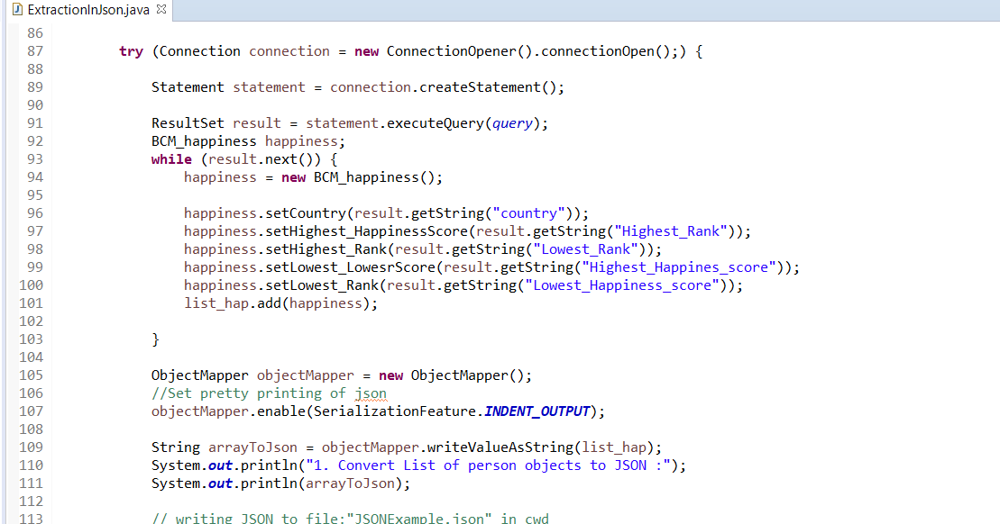 ExtractionInJson.java
86
87 try (Connection connection = new ConnectionOpener().connectionOpen();) {
88
89 Statement statement = connection.createStatement();
90
91 ResultSet result = statement.executeQuery(query);
92 BCM_happiness happiness;
93 while (result.next()) {
94 happiness = new BCM_happiness();
95
96 happiness.setCountry(result.getString("country"));
97 happiness.setHighest_HappinessScore(result.getString("Highest_Rank"));
98 happiness.setHighest_Rank(result.getString("Lowest_Rank"));
99 happiness.setLowest_LowesrScore(result.getString("Highest_Happines_score"));
100 happiness.setLowest_Rank(result.getString("Lowest_Happiness_score"));
101 list_hap.add(happiness);
102
103 }
104
105 ObjectMapper objectMapper = new ObjectMapper();
106 //Set pretty printing of json
107 objectMapper.enable(SerializationFeature.INDENT_OUTPUT);
108
109 String arrayToJson = objectMapper.writeValueAsString(list_hap);
110 System.out.println("1. Convert List of person objects to JSON :");
111 System.out.println(arrayToJson);
112
113 // writing JSON to file:"JSONExample.json" in cwd